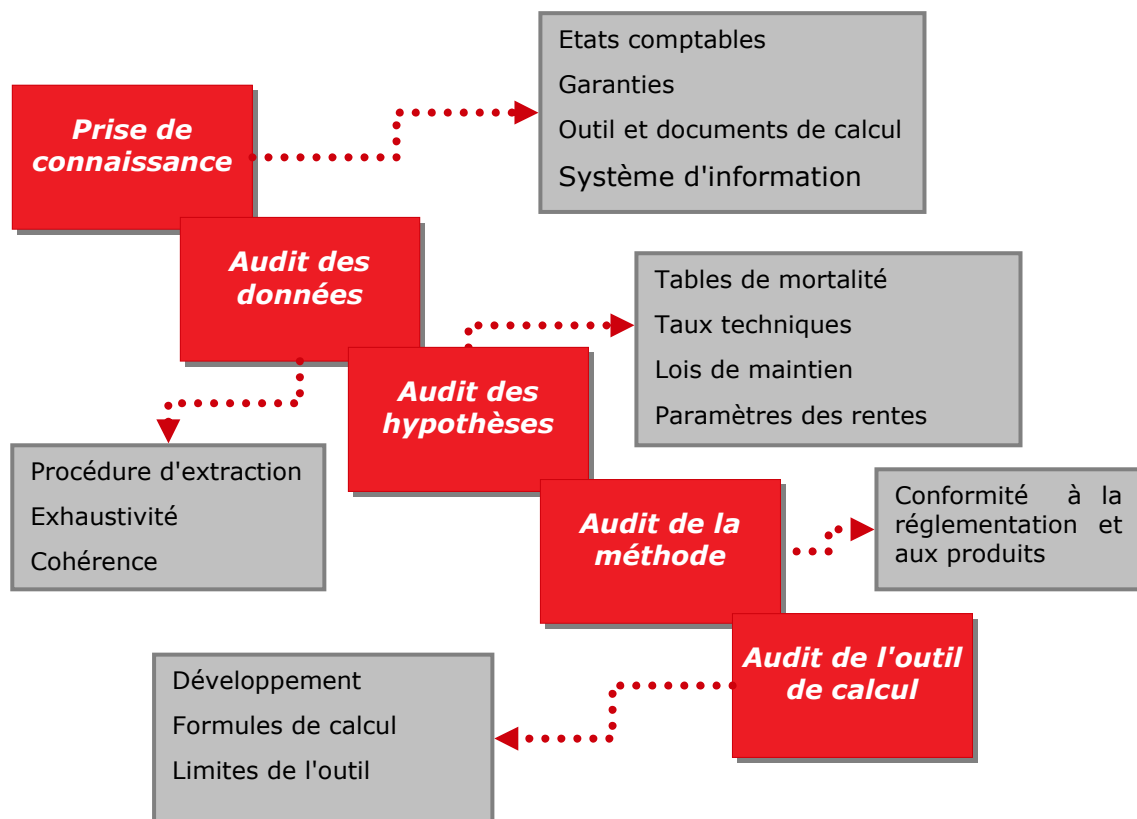 Prise de
connaissance
Etats comptables
Garanties
Outil et documents de calcul
Système d'information
Audit des
données
Procédure d'extraction
Exhaustivité
Cohérence
Audit des
hypothèses
Tables de mortalité
Taux techniques
Lois de maintien
Paramètres des rentes
Audit de la
méthode
Conformité à la
réglementation et
aux produits
Audit de l'outil
de calcul
Développement
Formules de calcul
Limites de l'outil